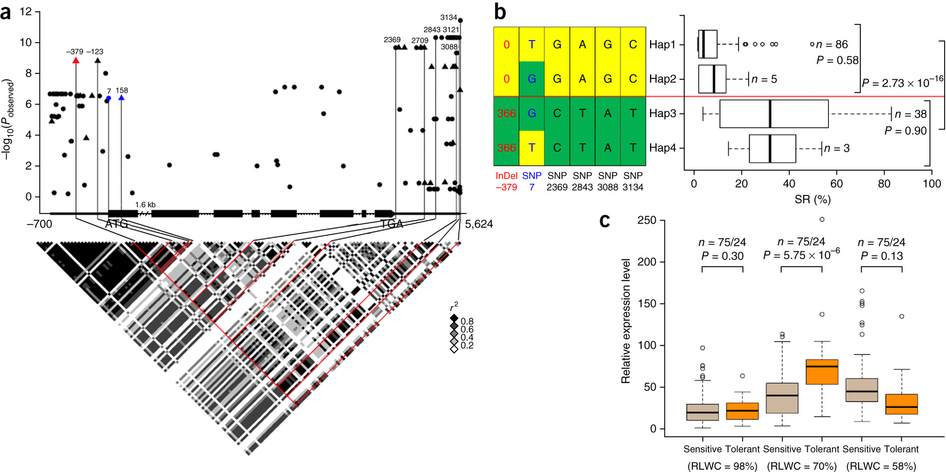 a
12
10
8
6
4
2
0
–log10(Pobserved)
–379
–123
7
158
2369
2709
2843
3134
3121
3088
1.6 kb
–700
ATG
TGA
5,624
r2
0.8
0.6
0.4
0.2
b
0 T G A G C
0 G G A G C
366 G C T A T
366 T C T A T
InDel SNP SNP SNP SNP SNP
–379 7 2369 2843 3088 3134
Hap1
Hap2
Hap3
Hap4
n = 86
P = 0.58
n = 5
P = 2.73 × 10–16
n = 38
P = 0.90
n = 3
0 20 40 60 80 100
SR (%)
c
250
200
150
100
50
0
Relative expression level
n = 75/24 n = 75/24 n = 75/24
P = 0.30 P = 5.75 × 10–6 P = 0.13
Sensitive Tolerant Sensitive Tolerant Sensitive Tolerant
(RLWC = 98%) (RLWC = 70%) (RLWC = 58%)